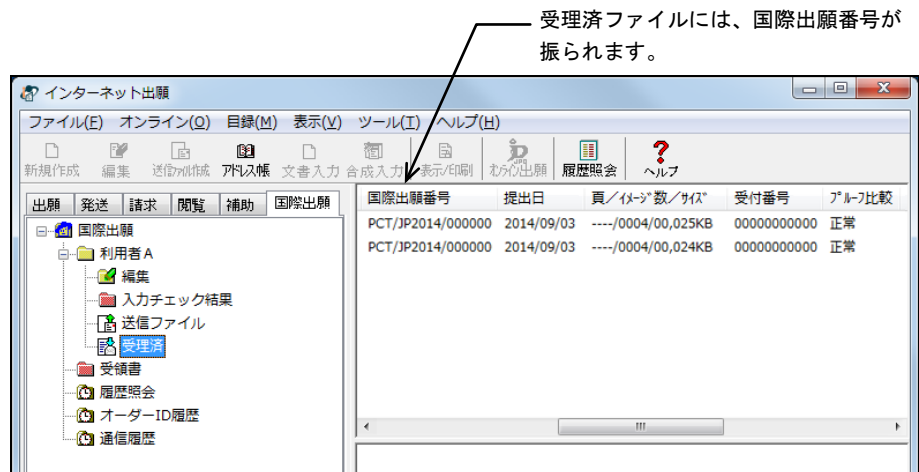 受理済ファイルには、国際出願番号が
振られます。
インターネット出願
ファイル(F) オンライン(O) 目録(M) 表示(V) ツール(T) ヘルプ(H)
新規作成 編集 送信ファイル作成 アドレス帳 文書入力 合成入力 表示/印刷 オンライン出願 履歴照会 ヘルプ
出願 発送 請求 閲覧 補助 国際出願
国際出願番号 提出日 頁/イメージ数/サイズ 受付番号 プルーフ比較
PCT/JP2014/000000 2014/09/03 ----/0004/00,025KB 00000000000 正常
PCT/JP2014/000000 2014/09/03 ----/0004/00,024KB 00000000000 正常
国際出願
利用者A
編集
入力チェック結果
送信ファイル
受理済
受領書
履歴照会
オーダーID履歴
通信履歴